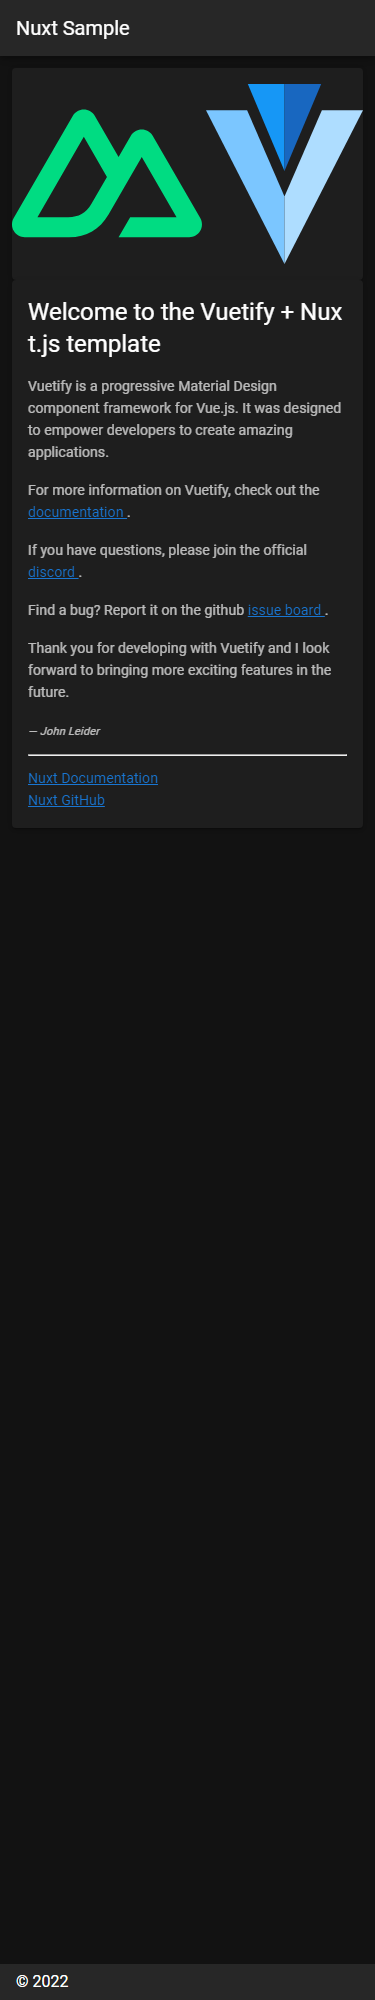 Nuxt Sample
Welcome to the Vuetify + Nux
t.js template
Vuetify is a progressive Material Design
component framework for Vue.js. It was designed
to empower developers to create amazing
applications.
For more information on Vuetify, check out the
documentation .
If you have questions, please join the official
discord .
Find a bug? Report it on the github issue board .
Thank you for developing with Vuetify and I look
forward to bringing more exciting features in the
future.
— John Leider
Nuxt Documentation
Nuxt GitHub
© 2022